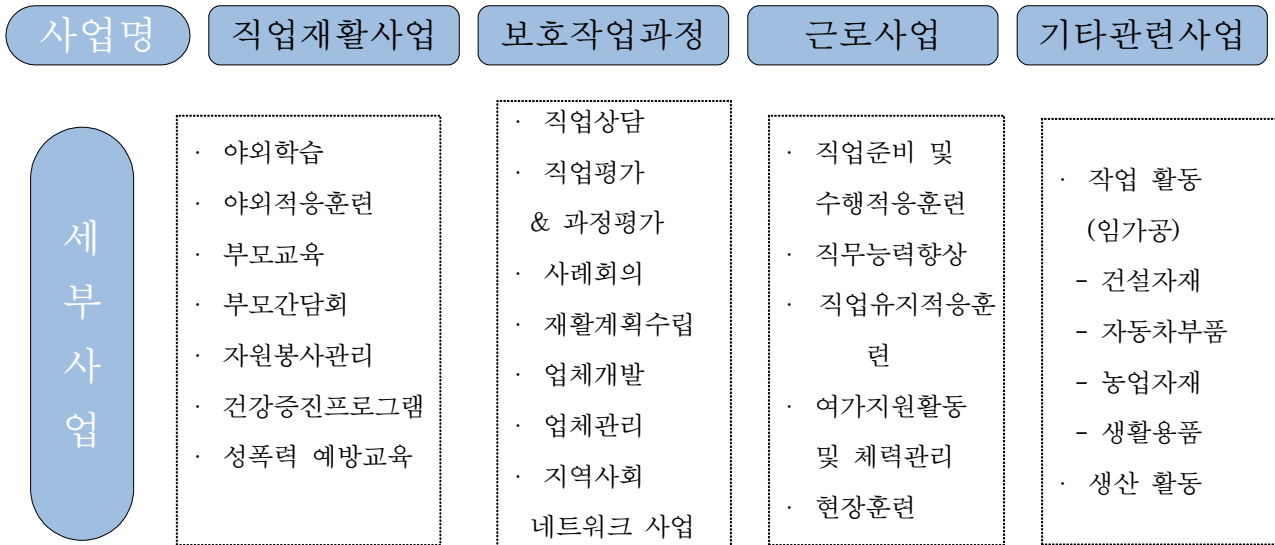 사업명
직업재활사업
보호작업과정
근로사업
기타관련사업
세
부
사
업
· 야외학습
· 야외적응훈련
· 부모교육
· 부모간담회
· 자원봉사관리
· 건강증진프로그램
· 성폭력 예방교육
· 직업상담
· 직업평가
& 과정평가
· 사례회의
· 재활계획수립
· 업체개발
· 업체관리
· 지역사회
네트워크 사업
· 직업준비 및
수행적응훈련
· 직무능력향상
· 직업유지적응훈
련
· 여가지원활동
및 체력관리
· 현장훈련
· 작업 활동
(임가공)
- 건설자재
- 자동차부품
- 농업자재
- 생활용품
· 생산 활동